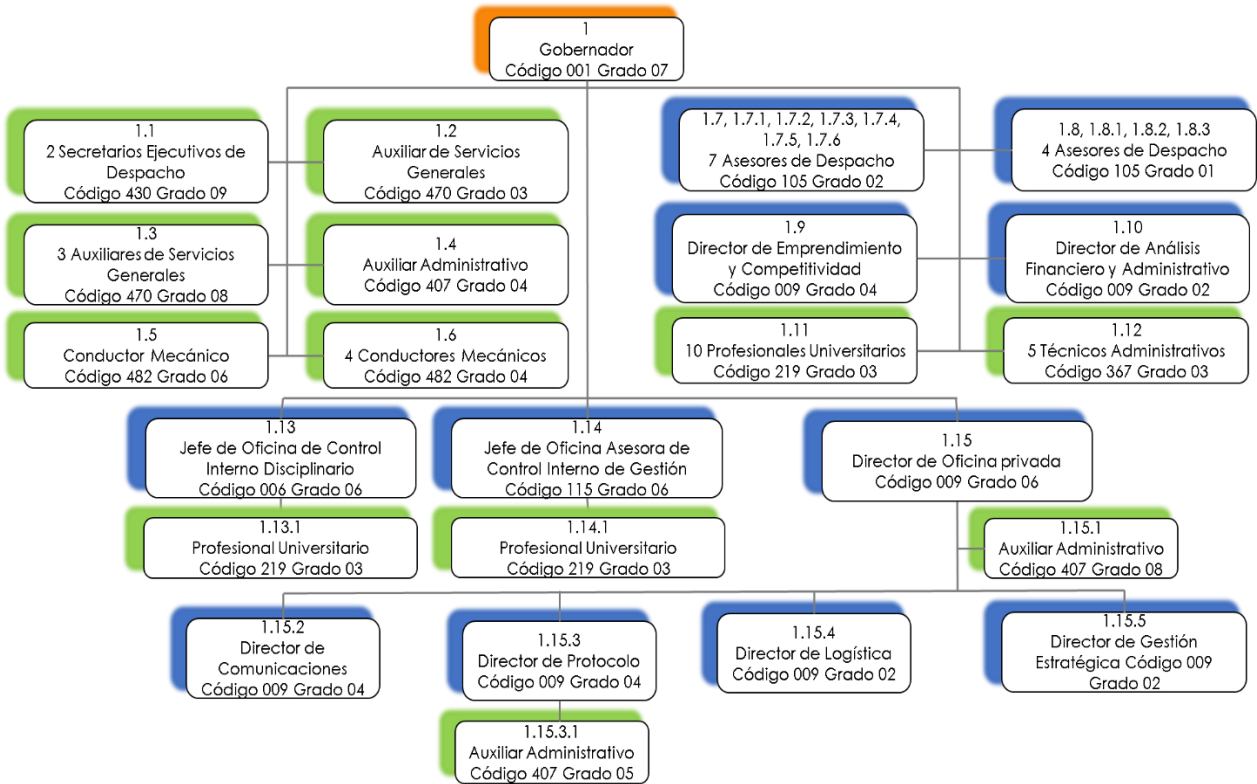 1
Gobernador
Código 001 Grado 07
1.1
2 Secretarios Ejecutivos de
Despacho
Código 430 Grado 09
1.2
Auxiliar de Servicios
Generales
Código 470 Grado 03
1.7, 1.7.1, 1.7.2, 1.7.3, 1.7.4,
1.7.5, 1.7.6
7 Asesores de Despacho
Código 105 Grado 02
1.8, 1.8.1, 1.8.2, 1.8.3
4 Asesores de Despacho
Código 105 Grado 01
1.3
3 Auxiliares de Servicios
Generales
Código 470 Grado 08
1.4
Auxiliar Administrativo
Código 407 Grado 04
1.9
Director de Emprendimiento
y Competitividad
Código 009 Grado 04
1.10
Director de Análisis
Financiero y Administrativo
Código 009 Grado 02
1.5
Conductor Mecánico
Código 482 Grado 06
1.6
4 Conductores Mecánicos
Código 482 Grado 04
1.11
10 Profesionales Universitarios
Código 219 Grado 03
1.12
5 Técnicos Administrativos
Código 367 Grado 03
1.13
Jefe de Oficina de Control
Interno Disciplinario
Código 006 Grado 06
1.14
Jefe de Oficina Asesora de
Control Interno de Gestión
Código 115 Grado 06
1.15
Director de Oficina privada
Código 009 Grado 06
1.13.1
Profesional Universitario
Código 219 Grado 03
1.14.1
Profesional Universitario
Código 219 Grado 03
1.15.1
Auxiliar Administrativo
Código 407 Grado 08
1.15.2
Director de
Comunicaciones
Código 009 Grado 04
1.15.3
Director de Protocolo
Código 009 Grado 04
1.15.4
Director de Logística
Código 009 Grado 02
1.15.5
Director de Gestión
Estratégica Código 009
Grado 02
1.15.3.1
Auxiliar Administrativo
Código 407 Grado 05